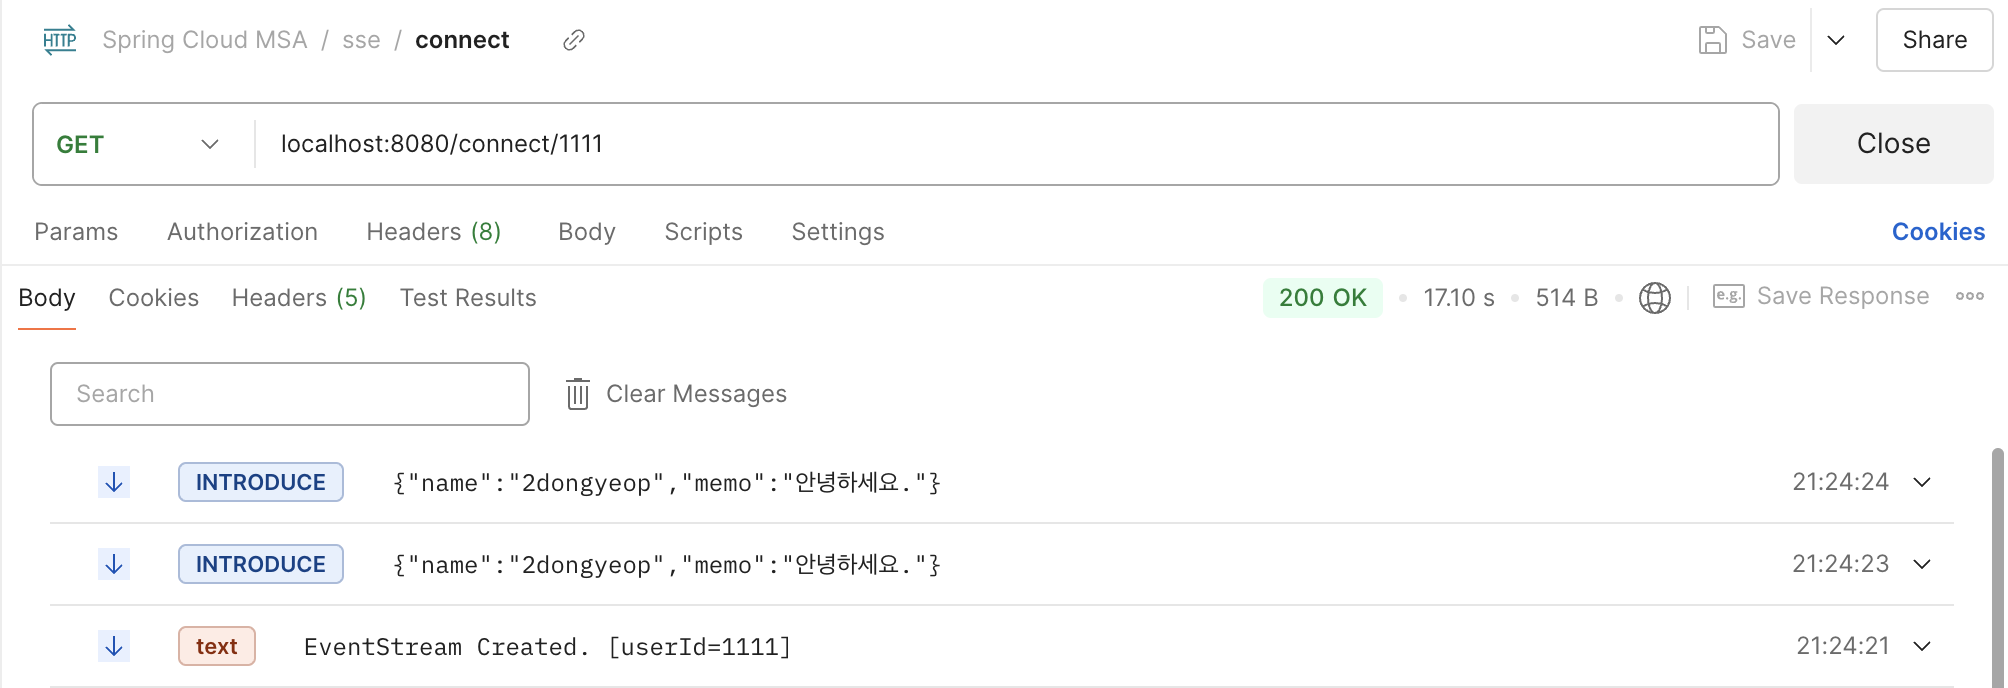 HTTP Spring Cloud MSA / sse / connect Save Share
GET localhost:8080/connect/1111 Close
Params Authorization Headers (8) Body Scripts Settings Cookies
Body Cookies Headers (5) Test Results 200 OK 17.10 s 514 B e.g. Save Response
Search Clear Messages
INTRODUCE {"name":"2dongyeop","memo":"안녕하세요."} 21:24:24
INTRODUCE {"name":"2dongyeop","memo":"안녕하세요."} 21:24:23
text EventStream Created. [userId=1111] 21:24:21